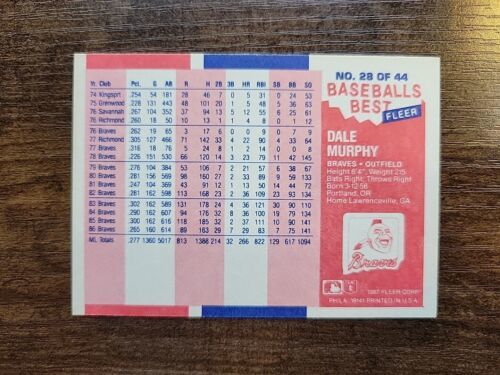 Yr. Club Pct. G AB R H 2B 3B HR RBI SB BB SO
74 Kingsprt .254 54 181 28 46 7 0 5 31 0
75 Grenwood .228 131 443 48 101 20 1 5 48 5 34 63
76 Savannah .267 104 352 37 94 13 5 12 55 6 25 61
76 Richmond .260 18 50 10 13 1 1 4 8 0
76 Braves .262 19 65 3 17 6 0 0 9 0 7 9
77 Richmond .305 127 466 71 142 33 4 22 90 4 33 64
77 Braves .316 18 76 5 24 8 1 2 14 0 0 8
78 Braves .226 151 530 66 120 14 3 23 79 11 42 145
79 Braves .276 104 384 53 106 7 2 21 57 6 38 67
80 Braves .281 156 569 98 160 27 2 33 89 9 59 133
81 Braves .247 104 369 43 91 12 1 13 50 14 44 72
82 Braves .281 162 598 113 168 23 2 36 109 23 93 134
83 Braves .302 162 589 131 178 24 4 36 121 30 90 110
84 Braves .290 162 607 94 176 32 8 36 100 19 79 134
85 Braves .300 162 616 118 185 32 2 37 111 10 90 141
86 Braves .265 160 614 89 163 29 7 29 83 7 75 141
ML Totals .277 1360 5017 813 1388 214 32 266 822 129 617 1094
NO. 28 OF 44
BASEBALLS
BEST
FLEER
DALE
MURPHY
BRAVES • OUTFIELD
Height 6'4", Weight 215
Bats Right; Throws Right
Born 3-12-56
Portland, OR
Home Lawrenceville, GA
Braves
1987 FLEER CORP.
PHILA. 19141 PRINTED IN U.S.A.